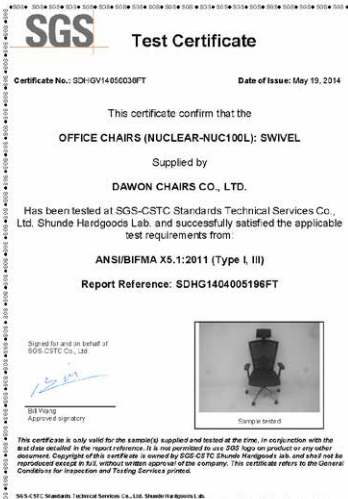 SGS
Test Certificate
Certificate No.: SDHGV14050036FT
Date of Issue: May 19, 2014
This certificate confirm that the
OFFICE CHAIRS (NUCLEAR-NUC100L): SWIVEL
Supplied by
DAWON CHAIRS CO., LTD.
Has been tested at SGS-CSTC Standards Technical Services Co.,
Ltd. Shunde Hardgoods Lab. and successfully satisfied the applicable
test requirements from:
ANSI/BIFMA X5.1:2011 (Type I, III)
Report Reference: SDHG1404005196FT
Signed for and on behalf of
SGS-CSTC Co., Ltd
Bill Wang
Approved signatory
Sample tested
This certificate is only valid for the sample(s) supplied and tested at the time, in conjunction with the
test data detailed in the report reference. It is not permitted to use SGS logo on product or any other
document. Copyright of this certificate is owned by SGS-CSTC Shunde Hardgoods lab. and shall not be
reproduced except in full, without written approval of the company. This certificate refers to the General
Conditions for Inspection and Testing Services printed.
SGS-CSTC Standards Technical Services Co., Ltd. Shunde Hardgoods Lab.